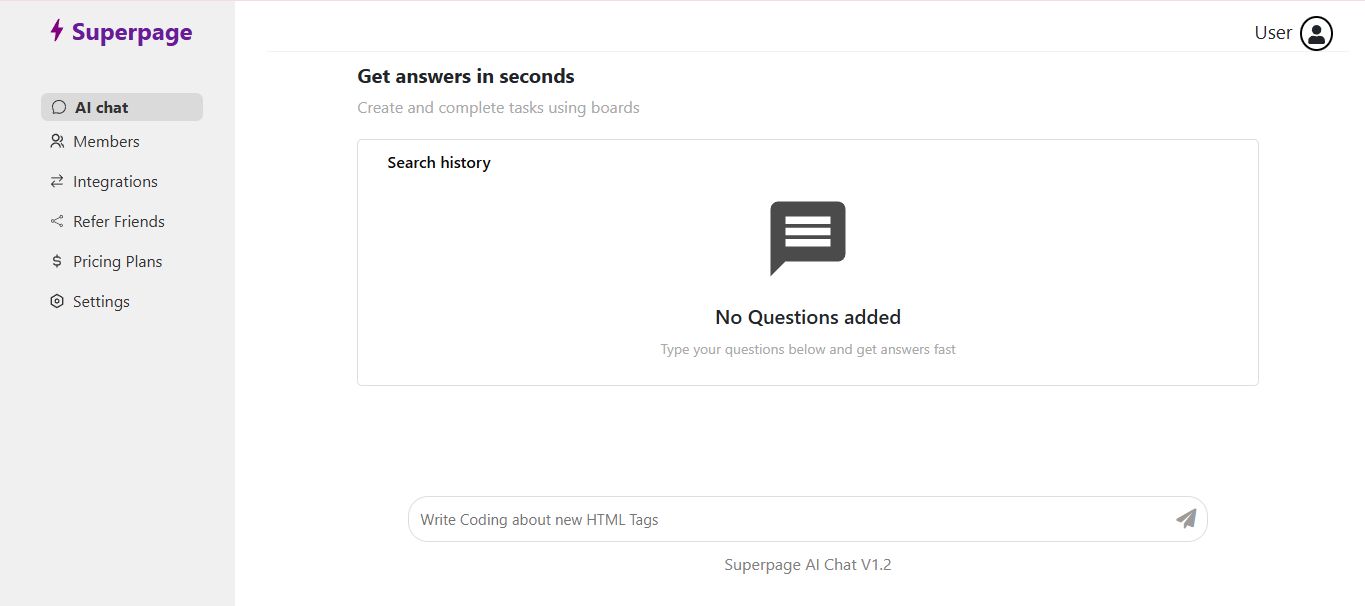 Superpage
AI chat
Members
Integrations
Refer Friends
Pricing Plans
Settings
User
Get answers in seconds
Create and complete tasks using boards
Search history
No Questions added
Type your questions below and get answers fast
Write Coding about new HTML Tags
Superpage AI Chat V1.2